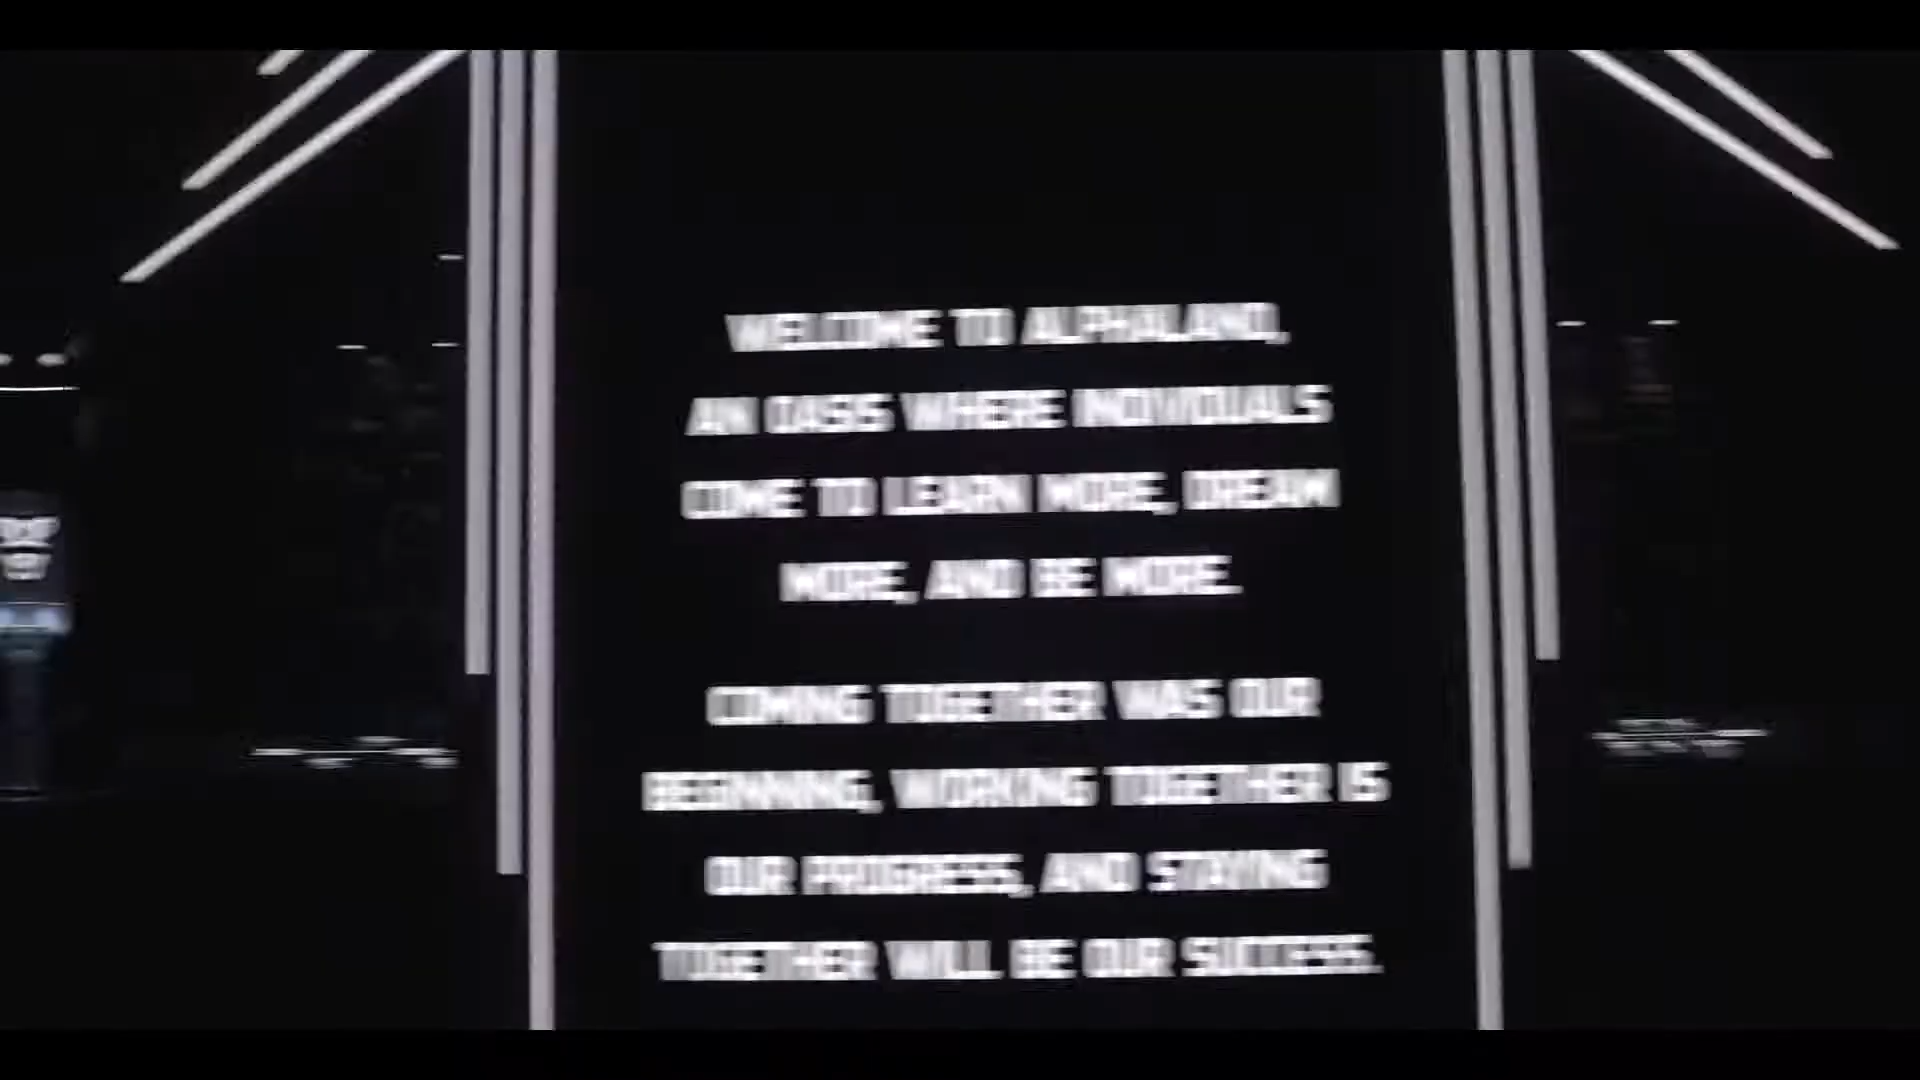 WELCOME TO ALPHALAND,
AN OASIS WHERE INDIVIDUALS
COME TO LEARN MORE, DREAM
MORE, AND BE MORE.
COMING TOGETHER WAS OUR
BEGINNING, WORKING TOGETHER IS
OUR PROGRESS, AND STAYING
TOGETHER WILL BE OUR SUCCESS.